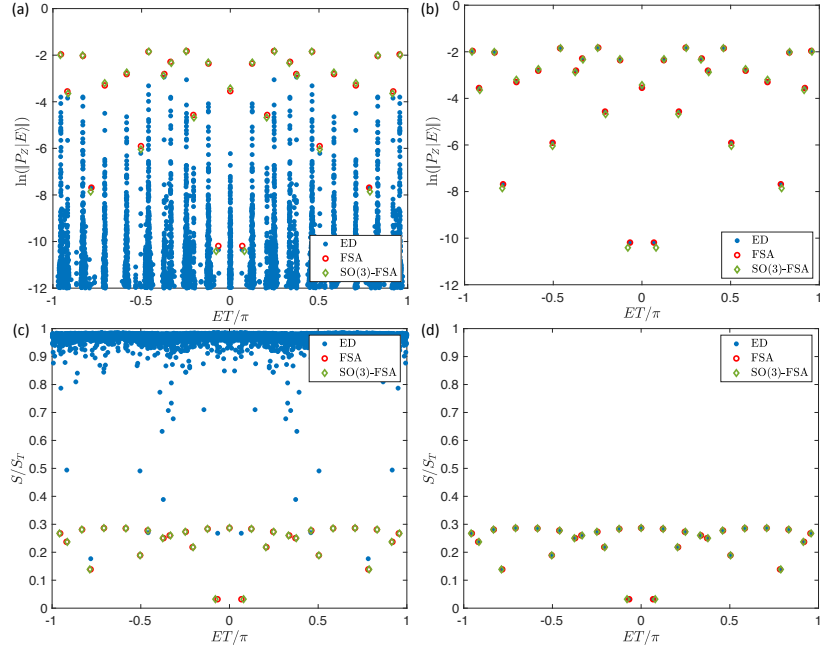 (a)
0
-2
-4
-6
-8
-10
-12
ln(‖P_Z|E⟩‖)
ED
FSA
SO(3)-FSA
-1 -0.5 0 0.5 1
ET/π
(b)
0
-2
-4
-6
-8
-10
-12
ln(‖P_Z|E⟩‖)
ED
FSA
SO(3)-FSA
-1 -0.5 0 0.5 1
ET/π
(c)
1
0.9
0.8
0.7
0.6
0.5
0.4
0.3
0.2
0.1
0
S/S_T
ED
FSA
SO(3)-FSA
-1 -0.5 0 0.5 1
ET/π
(d)
1
0.9
0.8
0.7
0.6
0.5
0.4
0.3
0.2
0.1
0
S/S_T
ED
FSA
SO(3)-FSA
-1 -0.5 0 0.5 1
ET/π